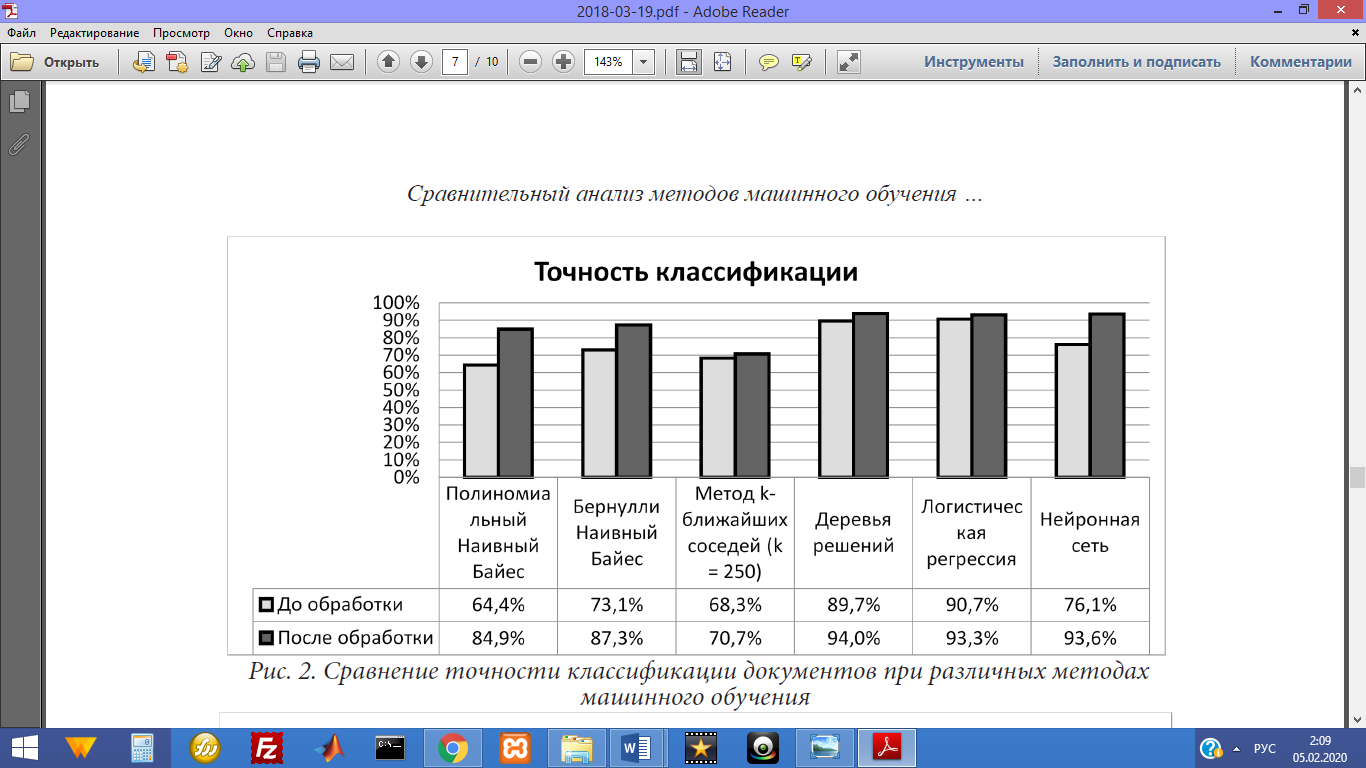 2018-03-19.pdf - Adobe Reader
Файл Редактирование Просмотр Окно Справка
Открыть 7 / 10 143% Инструменты Заполнить и подписать Комментарии
Сравнительный анализ методов машинного обучения ...
Точность классификации
100%
90%
80%
70%
60%
50%
40%
30%
20%
10%
0%
Полиномиа
льный
Наивный
Байес
Бернулли
Наивный
Байес
Метод k-
ближайших
соседей (k
= 250)
Деревья
решений
Логистичес
кая
регрессия
Нейронная
сеть
До обработки 64,4% 73,1% 68,3% 89,7% 90,7% 76,1%
После обработки 84,9% 87,3% 70,7% 94,0% 93,3% 93,6%
Рис. 2. Сравнение точности классификации документов при различных методах
машинного обучения
РУС
2:09
05.02.2020